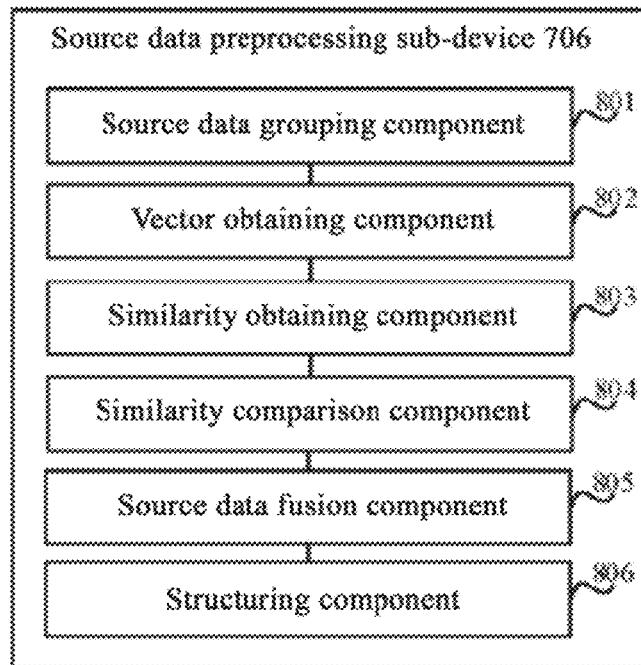 Source data preprocessing sub-device 706
Source data grouping component
801
Vector obtaining component
802
Similarity obtaining component
803
Similarity comparison component
804
Source data fusion component
805
Structuring component
806